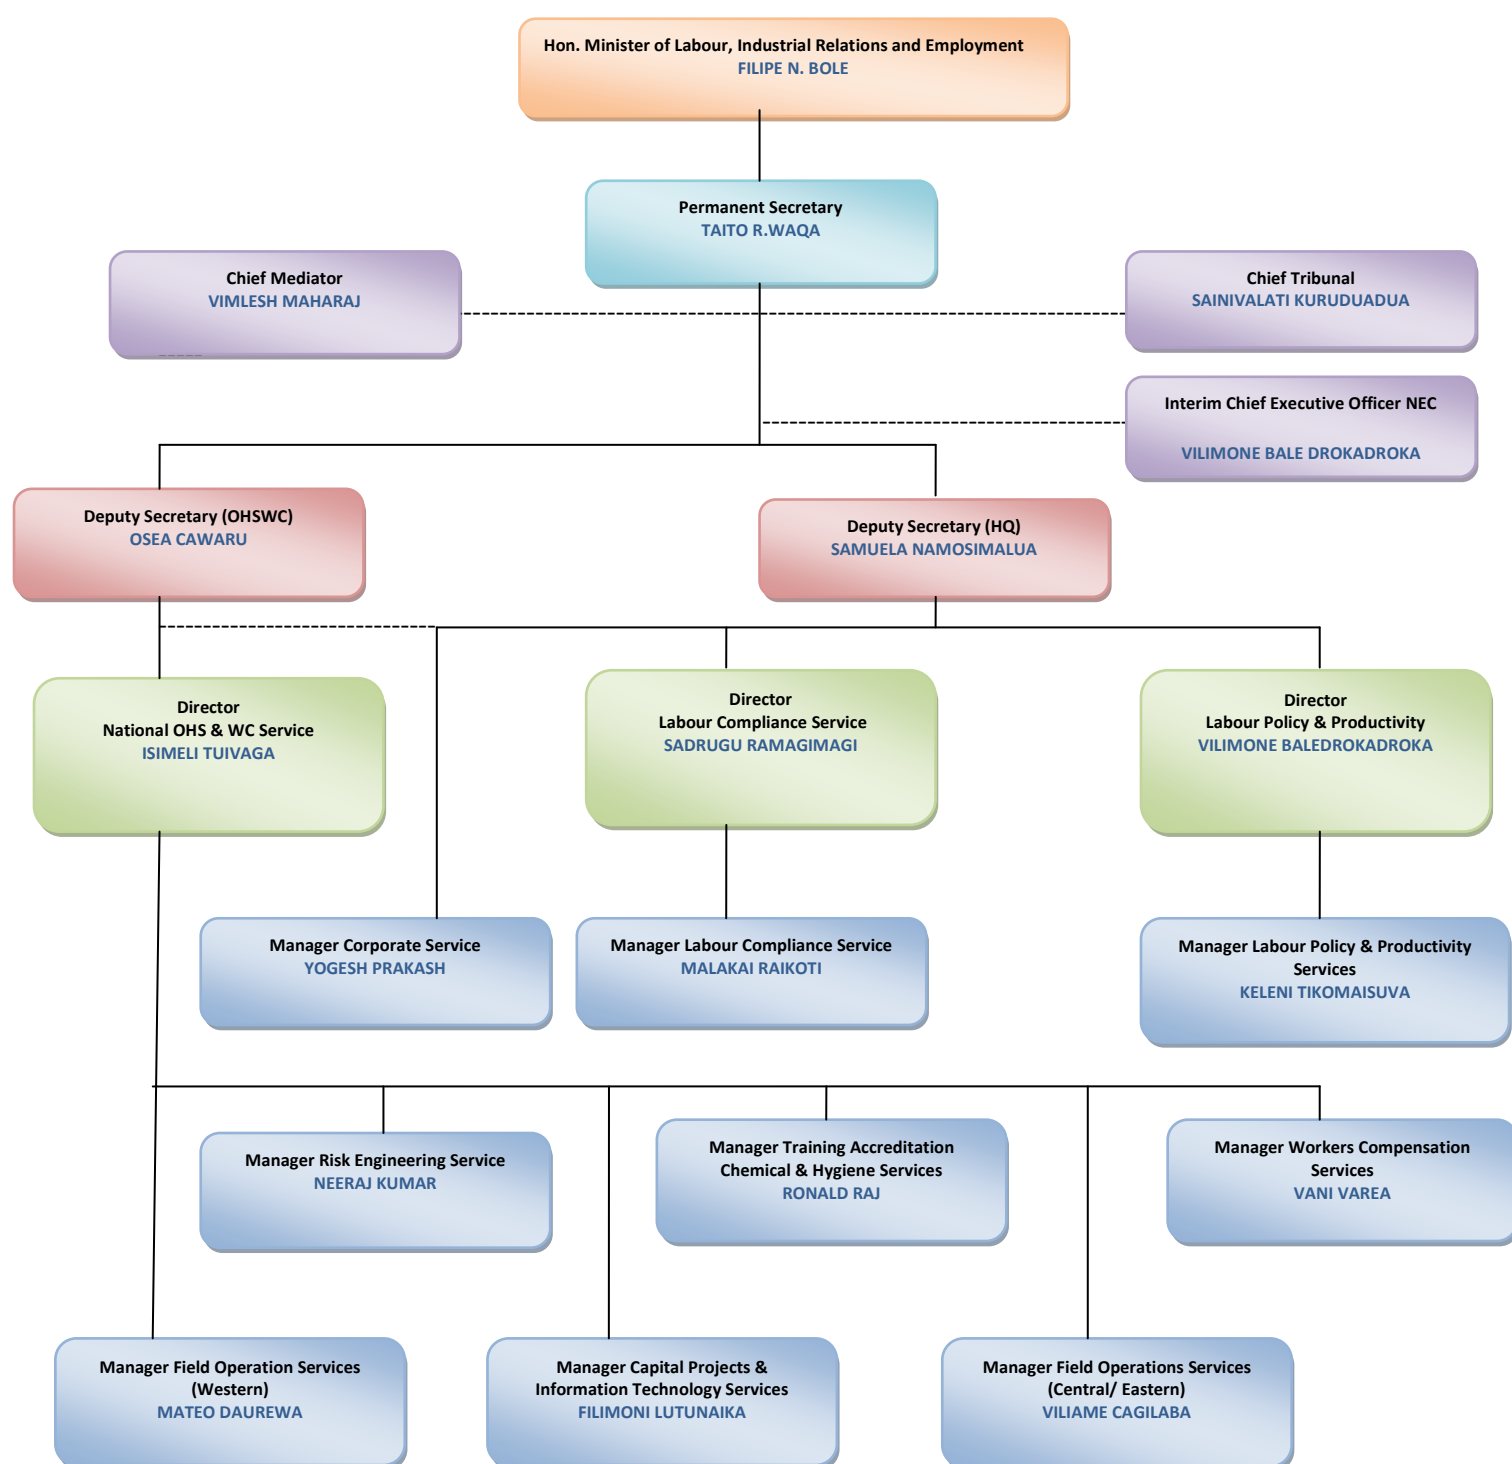 Hon. Minister of Labour, Industrial Relations and Employment
FILIPE N. BOLE
Permanent Secretary
TAITO R.WAQA
Chief Mediator
VIMLESH MAHARAJ
Chief Tribunal
SAINIVALATI KURUDUADUA
Interim Chief Executive Officer NEC
VILIMONE BALE DROKADROKA
Deputy Secretary (OHSWC)
OSEA CAWARU
Deputy Secretary (HQ)
SAMUELA NAMOSIMALUA
Director
National OHS & WC Service
ISIMELI TUIVAGA
Director
Labour Compliance Service
SADRUGU RAMAGIMAGI
Director
Labour Policy & Productivity
VILIMONE BALEDROKADROKA
Manager Corporate Service
YOGESH PRAKASH
Manager Labour Compliance Service
MALAKAI RAIKOTI
Manager Labour Policy & Productivity
Services
KELENI TIKOMAISUVA
Manager Risk Engineering Service
NEERAJ KUMAR
Manager Training Accreditation
Chemical & Hygiene Services
RONALD RAJ
Manager Workers Compensation
Services
VANI VAREA
Manager Field Operation Services
(Western)
MATEO DAUREWA
Manager Capital Projects &
Information Technology Services
FILIMONI LUTUNAIKA
Manager Field Operations Services
(Central/ Eastern)
VILIAME CAGILABA